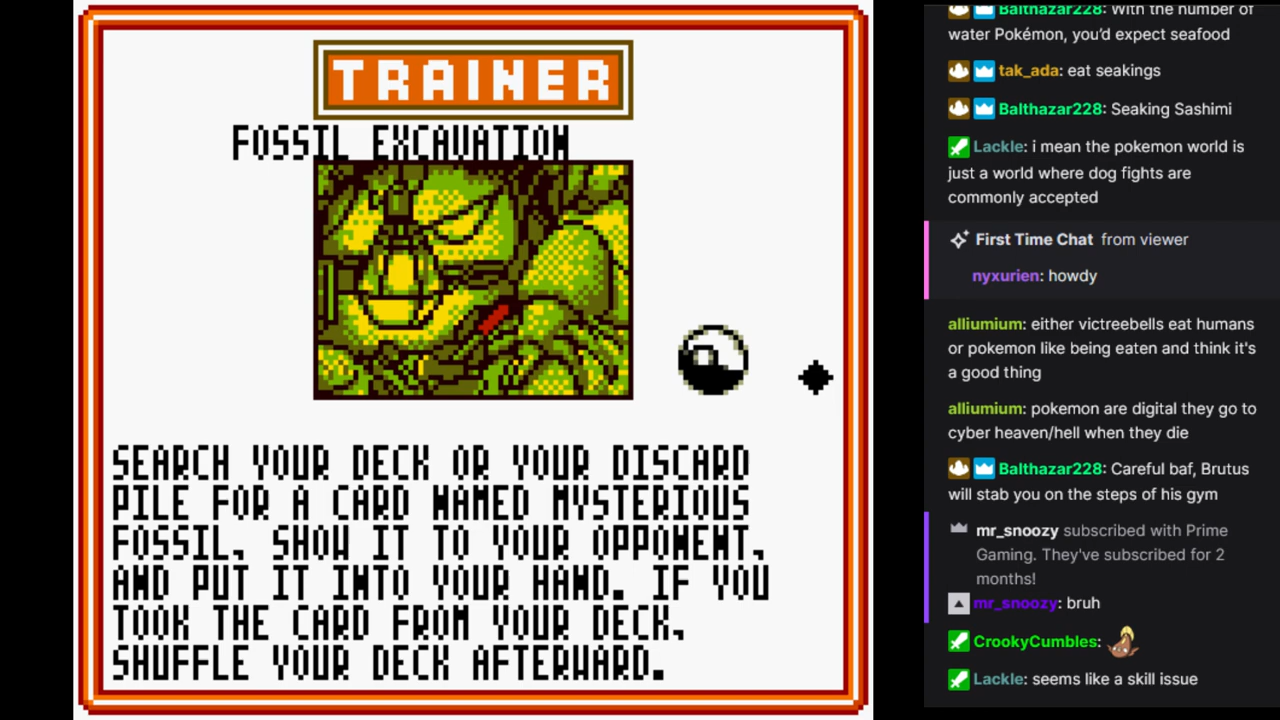 TRAINER
FOSSIL EXCAVATION
SEARCH YOUR DECK OR YOUR DISCARD
PILE FOR A CARD NAMED MYSTERIOUS
FOSSIL, SHOW IT TO YOUR OPPONENT,
AND PUT IT INTO YOUR HAND. IF YOU
TOOK THE CARD FROM YOUR DECK,
SHUFFLE YOUR DECK AFTERWARD.
Balthazar228: With the number of
water Pokémon, you'd expect seafood
tak_ada: eat seakings
Balthazar228: Seaking Sashimi
Lackle: i mean the pokemon world is
just a world where dog fights are
commonly accepted
First Time Chat from viewer
nyxurien: howdy
alliumium: either victreebells eat humans
or pokemon like being eaten and think it's
a good thing
alliumium: pokemon are digital they go to
cyber heaven/hell when they die
Balthazar228: Careful baf, Brutus
will stab you on the steps of his gym
mr_snoozy subscribed with Prime
Gaming. They've subscribed for 2
months!
mr_snoozy: bruh
CrookyCumbles:
Lackle: seems like a skill issue